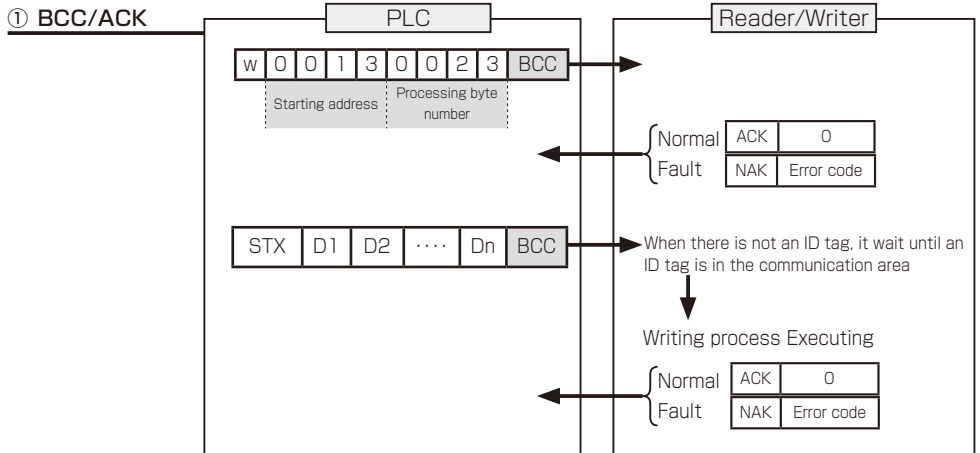 ① BCC/ACK
PLC
Reader/Writer
w 0 0 1 3 0 0 2 3 BCC
Starting address
Processing byte
number
Normal ACK 0
Fault NAK Error code
STX D1 D2 ···· Dn BCC
When there is not an ID tag, it wait until an
ID tag is in the communication area
Writing process Executing
Normal ACK 0
Fault NAK Error code